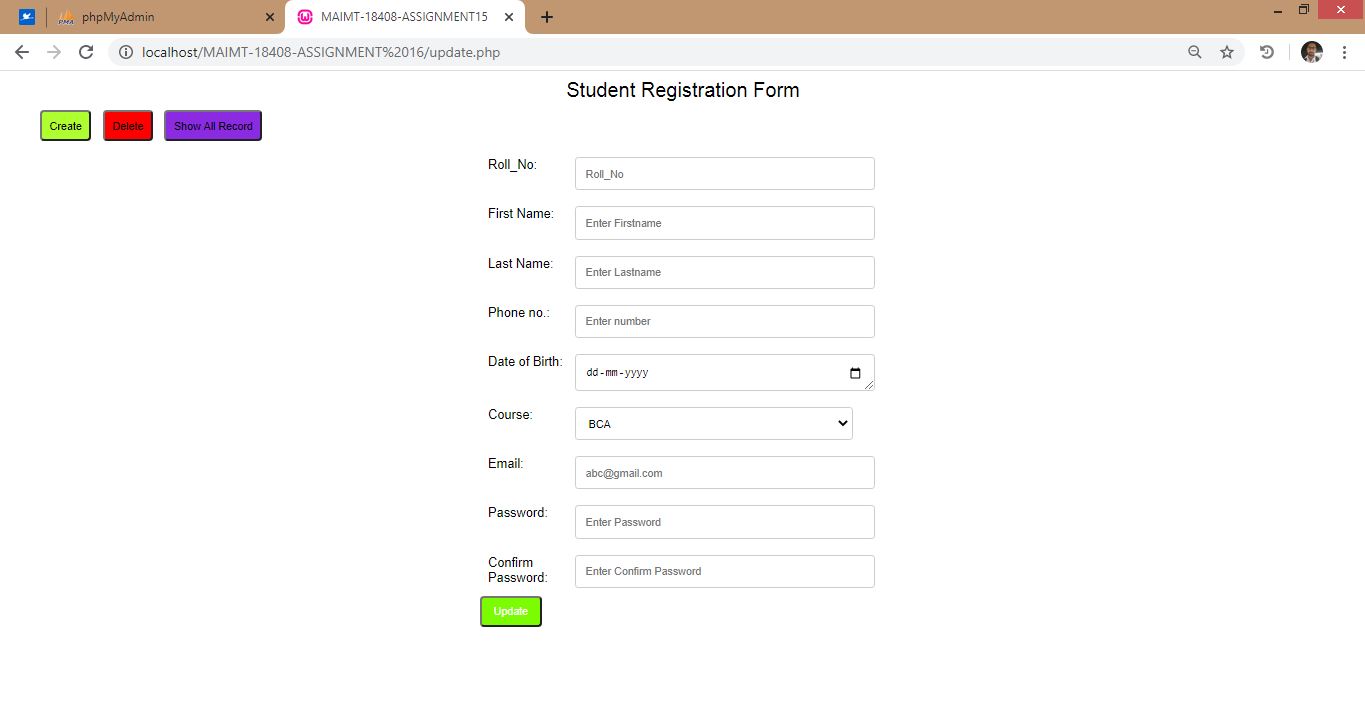 phpMyAdmin
MAIMT-18408-ASSIGNMENT15
localhost/MAIMT-18408-ASSIGNMENT%2016/update.php
Student Registration Form
Create Delete Show All Record
Roll_No: Roll_No
First Name: Enter Firstname
Last Name: Enter Lastname
Phone no.: Enter number
Date of Birth: dd-mm-yyyy
Course: BCA
Email: abc@gmail.com
Password: Enter Password
Confirm
Password: Enter Confirm Password
Update